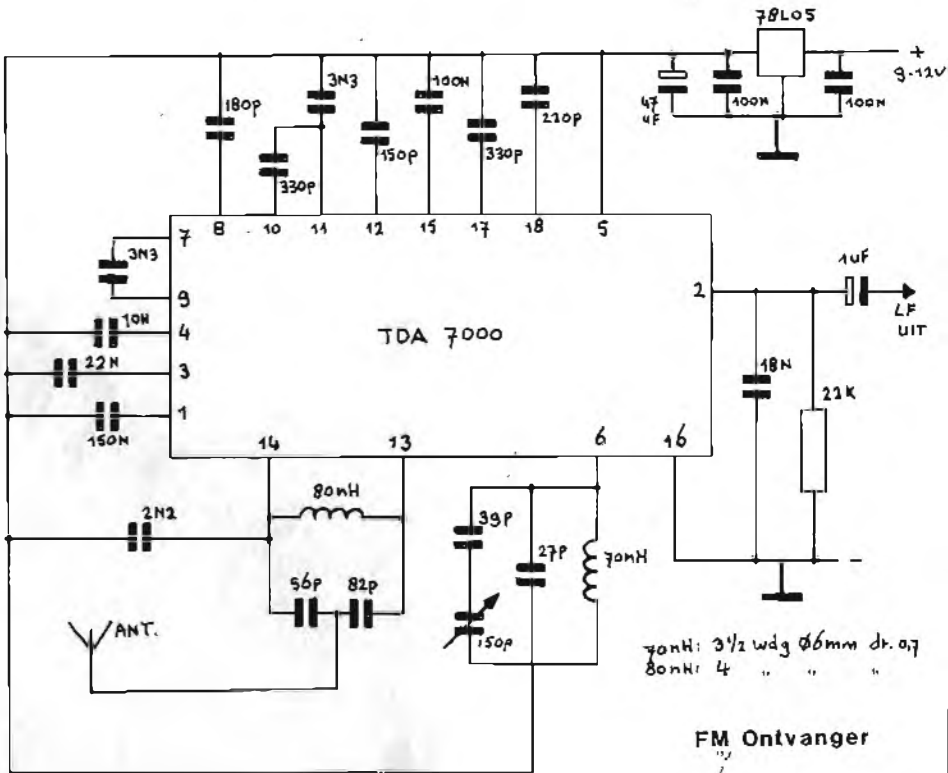 78L05
+
9-12V
3N3
100N
180p
220p
47
uF
100N
100N
150p
330p
330p
8
10
11
12
15
17
18
5
7
3N3
9
10N
4
22N
3
1
150N
TDA 7000
2
1uF
LF
UIT
18N
22K
14
13
6
16
80nH
2N2
39p
27p
70nH
56p
82p
150p
ANT.
-
70nH: 3 1/2 wdg Ø6mm dr. 0,7
80nH: 4 " " "
FM Ontvanger